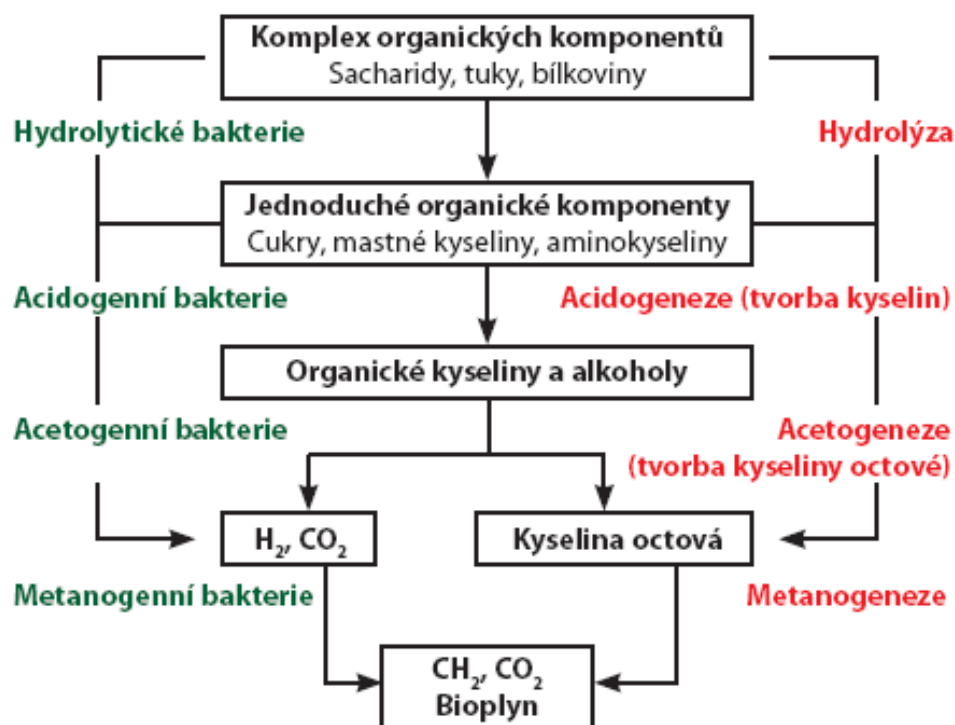 Komplex organických komponentů
Sacharidy, tuky, bílkoviny
Hydrolytické bakterie
Hydrolýza
Jednoduché organické komponenty
Cukry, mastné kyseliny, aminokyseliny
Acidogenní bakterie
Acidogeneze (tvorba kyselin)
Organické kyseliny a alkoholy
Acetogenní bakterie
Acetogeneze
(tvorba kyseliny octové)
H₂, CO₂
Kyselina octová
Metanogenní bakterie
Metanogeneze
CH₂, CO₂
Bioplyn